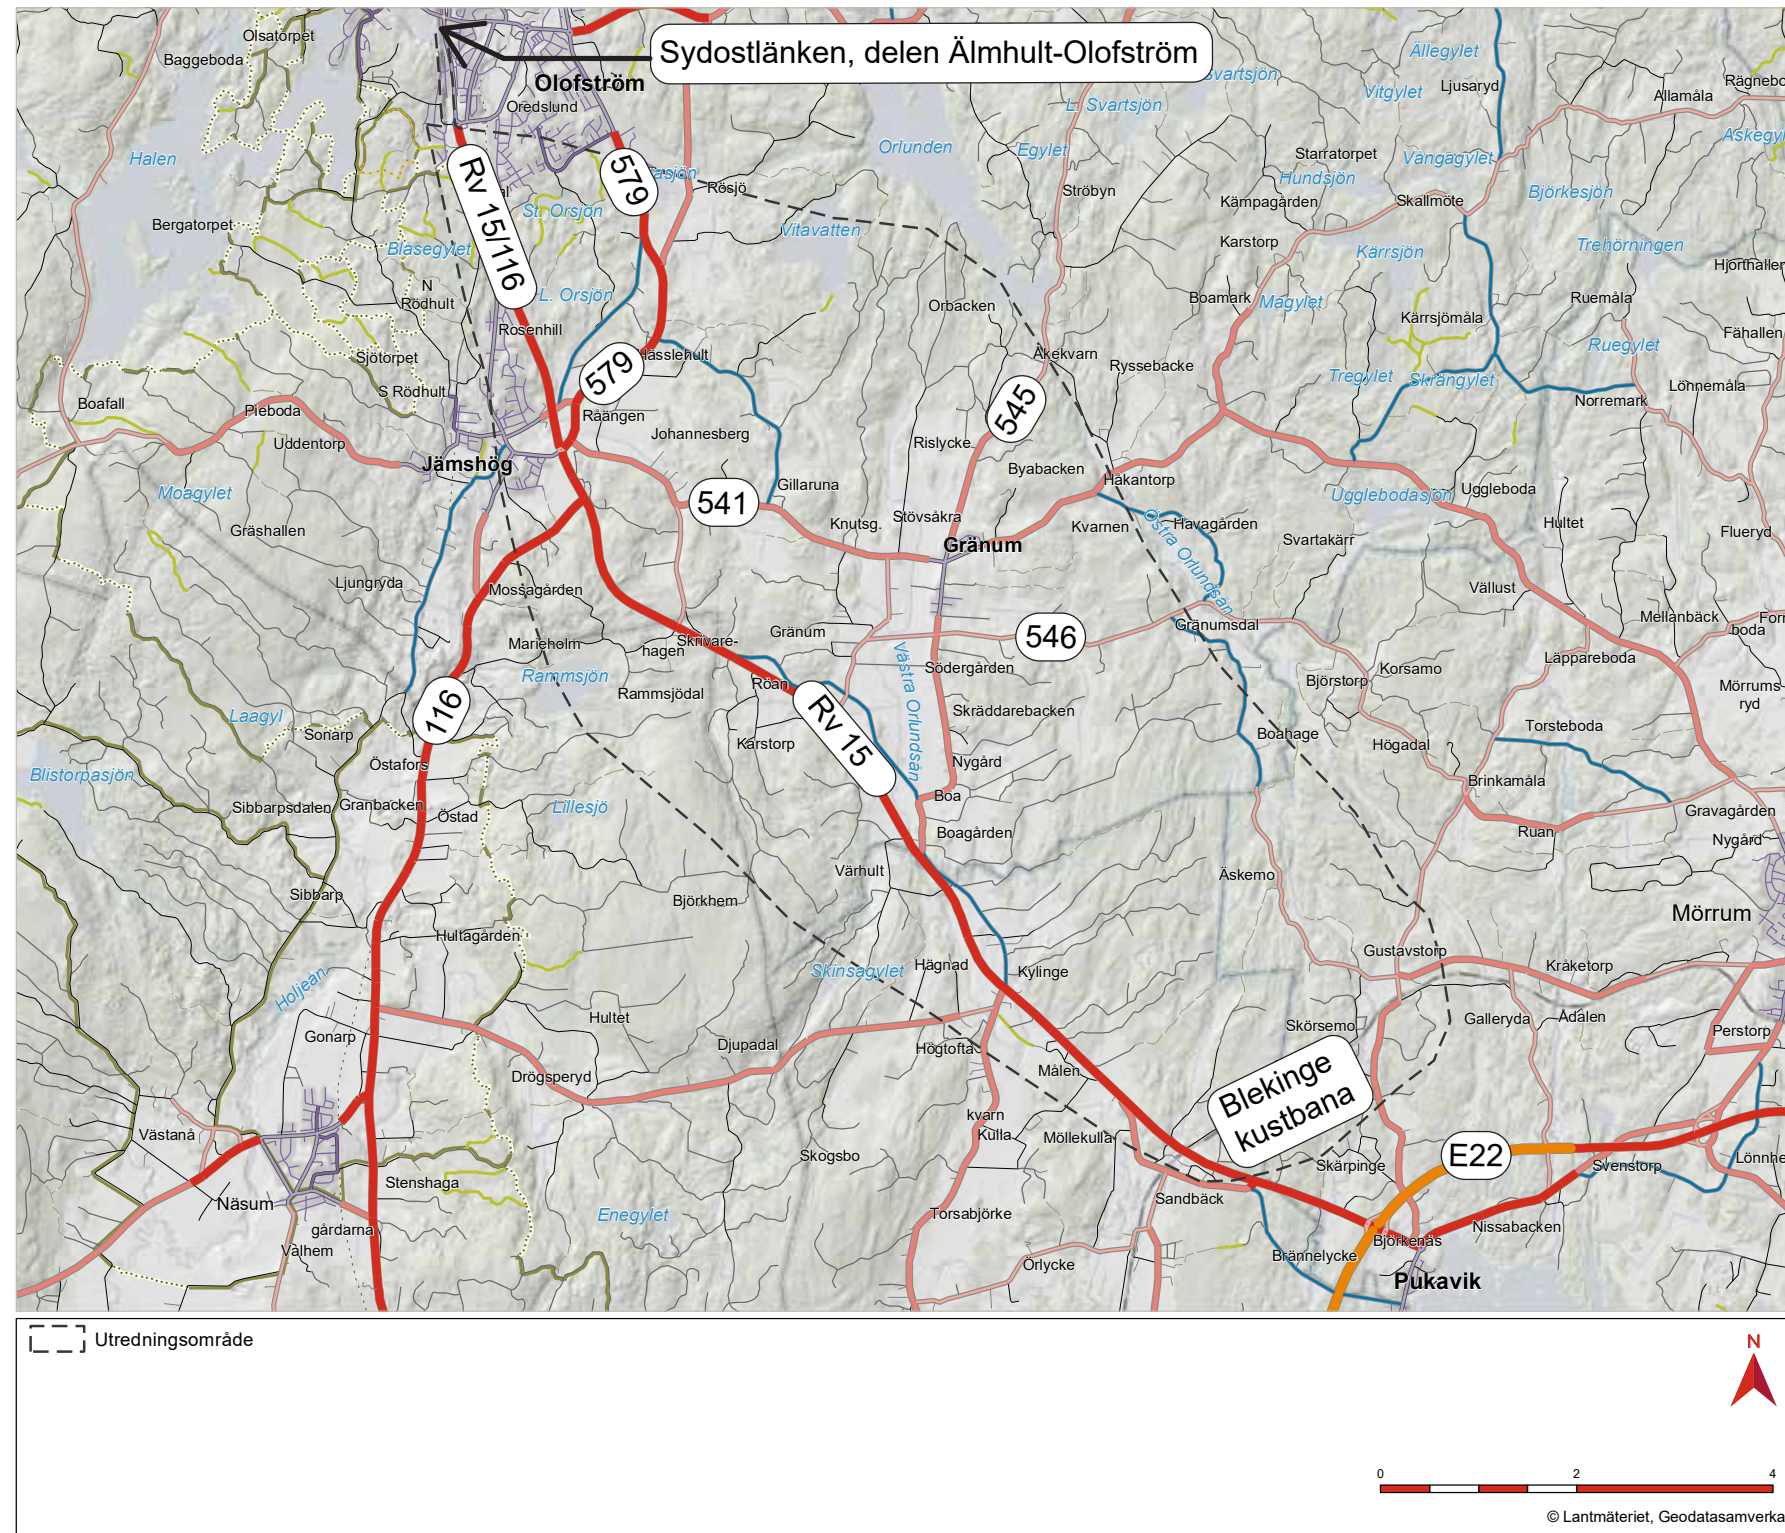 Olsatorpet
Baggeboda
Sydostlänken, delen Älmhult-Olofström
Olofström
Oredslund
Svartsjön
L. Svartsjön
Ällegylet
Vitgylet
Ljusaryd
Allamåla
Halen
Orlunden
Egylet
Starratorpet
Vångagylet
Hundsjön
Rösjö
Ströbyn
Kämpagården
Skallmöte
Björkesjön
Rv 15/116
579
St. Orsjön
Bergatorpet
Blåsegylet
Vitavatten
Karstorp
Kärrsjön
Trehörningen
N
Rödhult
L. Orsjön
Orbacken
Boamark
Magylet
Ruemåla
Kärrsjömåla
Rosenhill
Sjötorpet
Hässlehult
Åkekvarn
Ryssebacke
Ruegylet
Fähallen
S Rödhult
579
545
Tregylet
Skrängylet
Lönnemåla
Norremark
Boafall
Pieboda
Råängen
Johannesberg
Rislycke
Uddentorp
Jämshög
Byabacken
Håkantorp
Moagylet
Gillaruna
541
Ugglebodasjön
Uggleboda
Gräshallen
Knutsg.
Stövsåkra
Kvarnen
Havagården
Hultet
Flueryd
Gränum
Svartakärr
Östra Orlundsån
Ljungryda
Mossagården
Vällust
Mellanbäck
Gränumsdal
Marieholm
Skrivare-
hagen
Gränum
546
boda
Läppareboda
Rammsjön
Rammsjödal
Röan
Västra Orlundsån
Södergården
Björstorp
Korsamo
Mörrums-
ryd
116
Rv 15
Skräddarebacken
Laagyl
Sonarp
Karstorp
Boahage
Högadal
Torsteboda
Blistorpasjön
Östafors
Nygård
Brinkamåla
Sibbarpsdalen
Granbacken
Östad
Lillesjö
Boa
Gravagården
Boagården
Ruan
Nygård
Värhult
Äskemo
Sibbarp
Björkhem
Mörrum
Hultagården
Gustavstorp
Skinsagylet
Hägnad
Kylinge
Kråketorp
Holjeån
Hultet
Skörsemo
Galleryda
Ådalen
Gonarp
Djupadal
Högtofta
Perstorp
Drögsperyd
Målen
Blekinge
kustbana
kvarn
Kulla
Västanå
Möllekulla
Skogsbo
Skärpinge
E22
Svenstorp
Stenshaga
Sandbäck
Näsum
Enegylet
Torsabjörke
Nissabacken
gårdarna
Valhem
Björkenäs
Brännelycke
Örlycke
Pukavik
Utredningsområde
N
0 2 4
© Lantmäteriet, Geodatasamverka